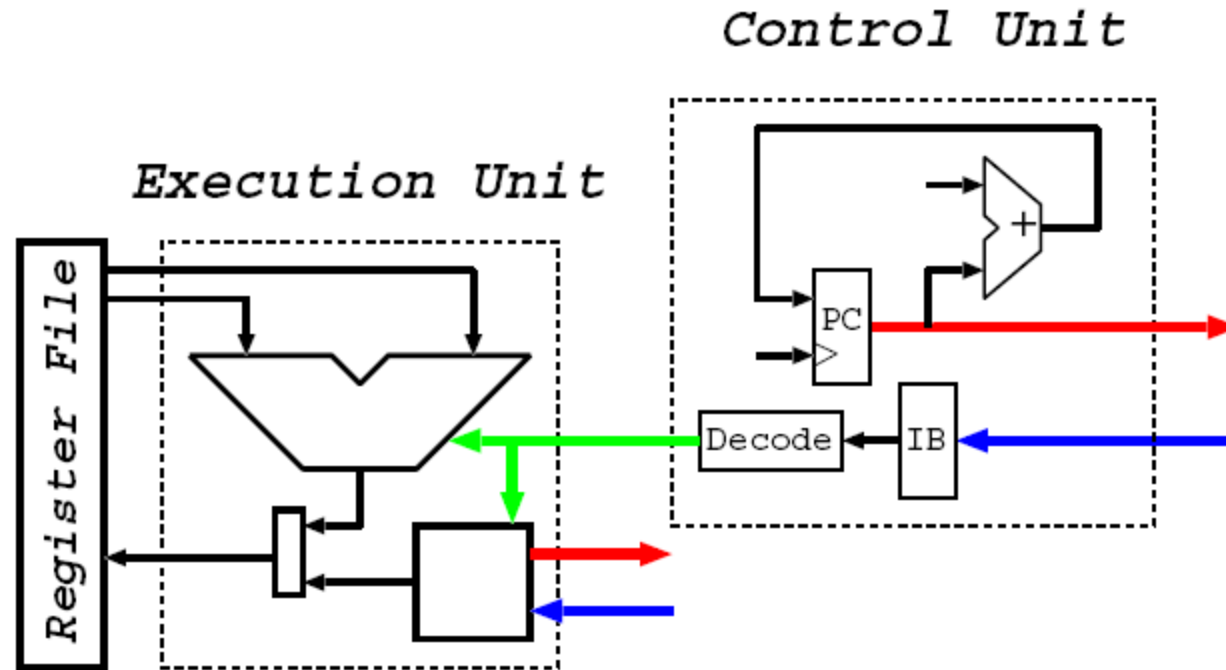 Control Unit
Execution Unit
Register File
+
PC
Decode
IB